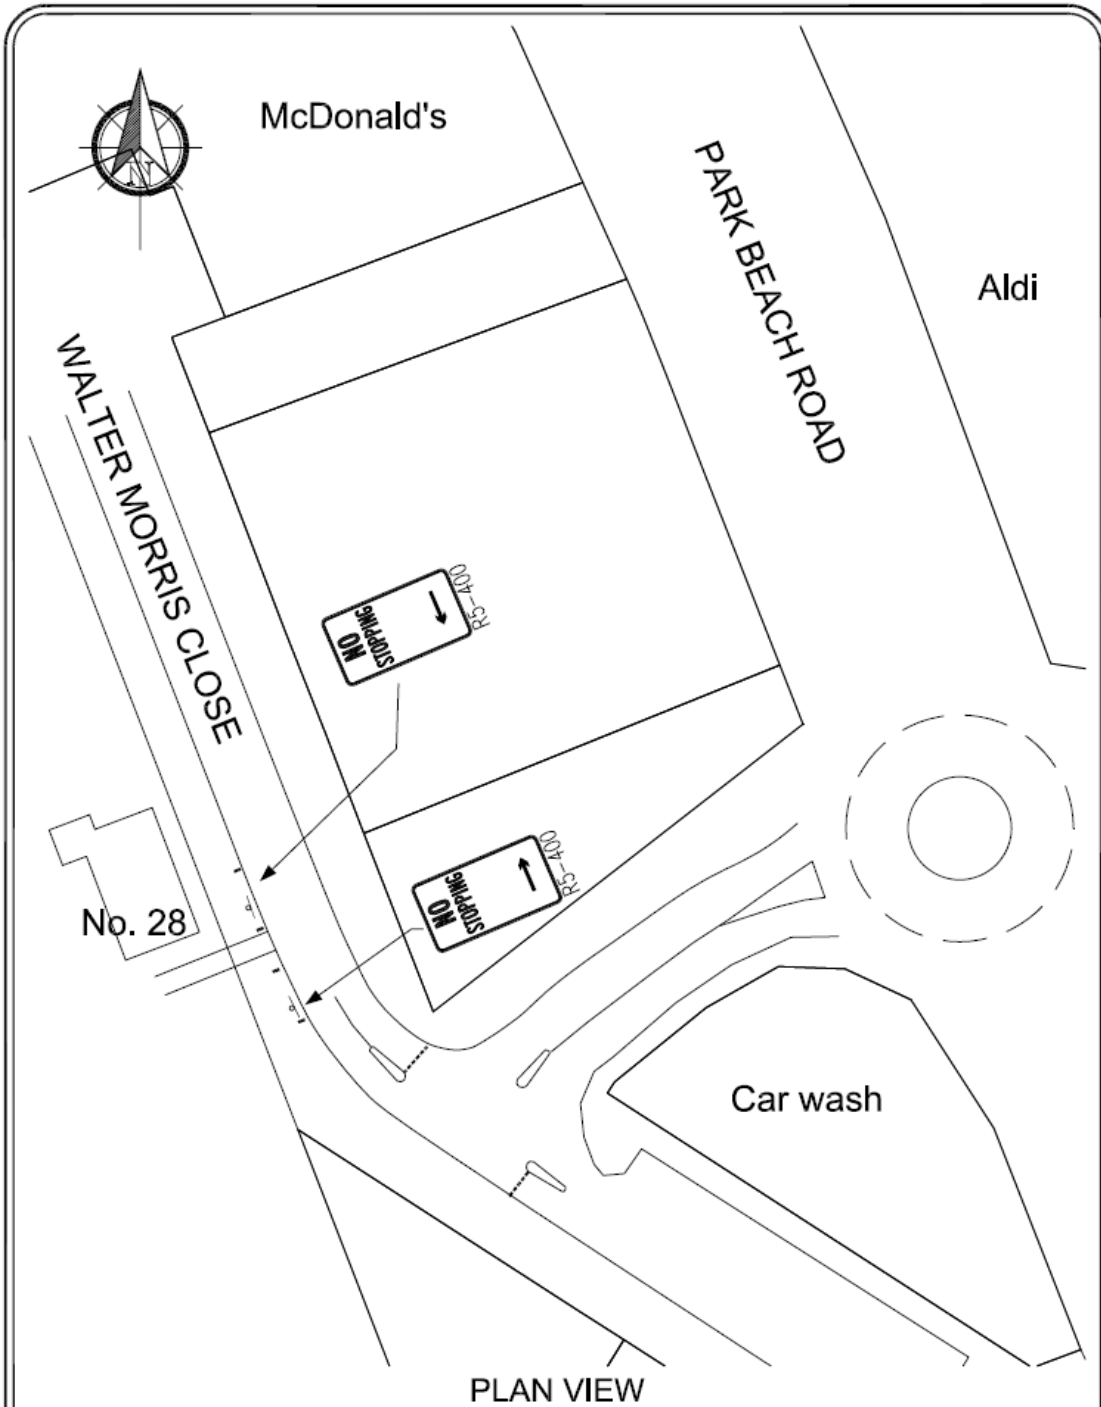 McDonald's
N
PARK BEACH ROAD
Aldi
WALTER MORRIS CLOSE
NO
STOPPING
R5-400
NO
STOPPING
R5-400
No. 28
Car wash
PLAN VIEW